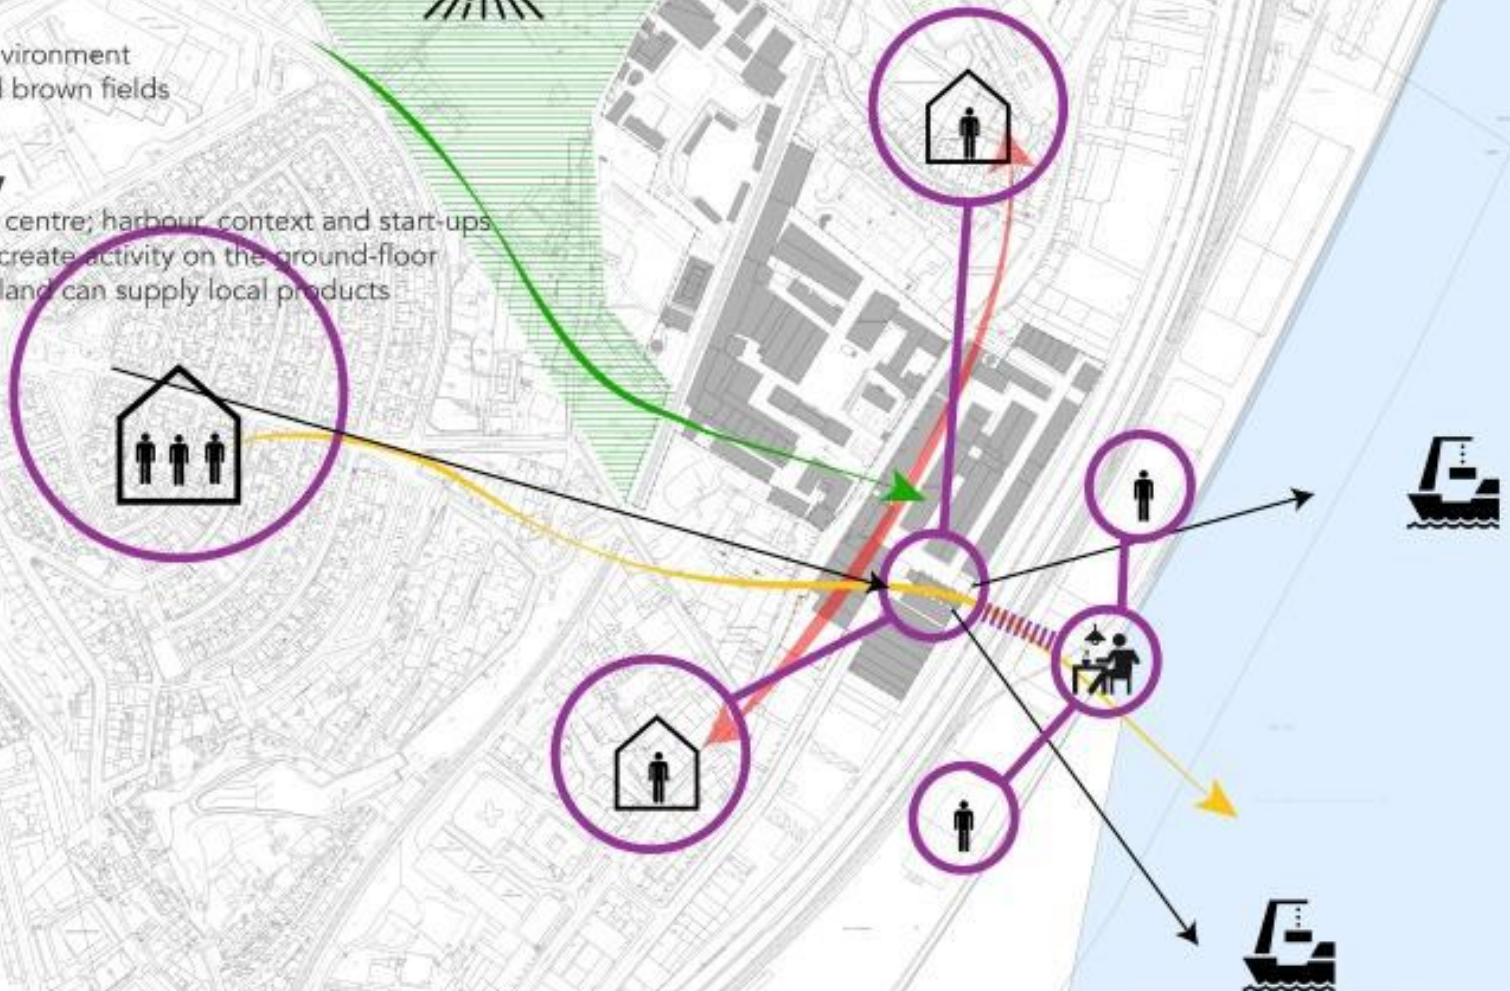 vironment
d brown fields
y
centre; harbour, context and start-ups
create activity on the ground-floor
land can supply local products